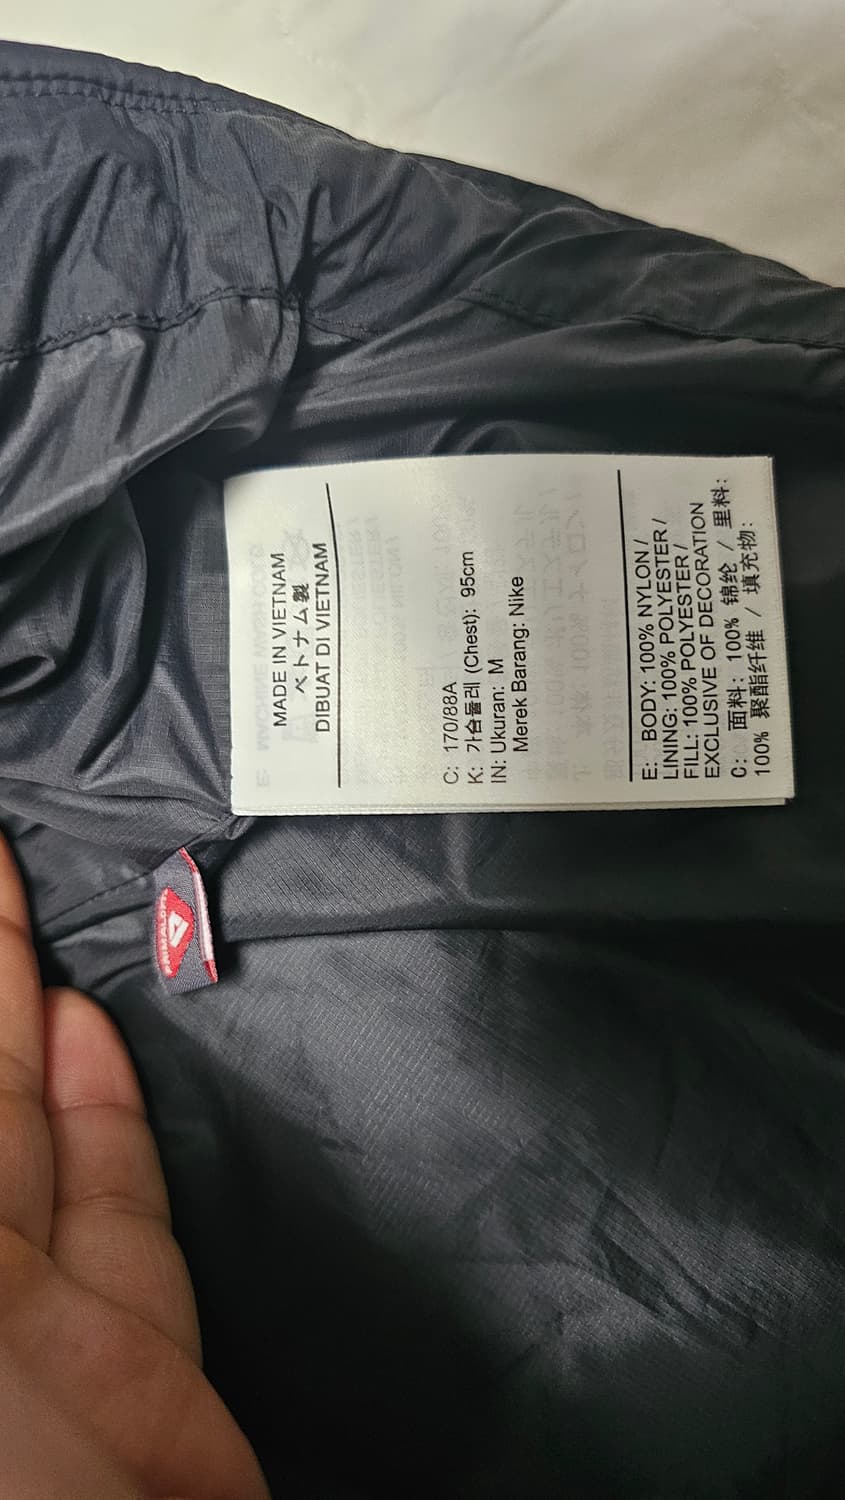 MADE IN VIETNAM
ベトナム製
DIBUAT DI VIETNAM
C: 170/88A
K: 가슴둘레 (Chest): 95cm
IN: Ukuran: M
Merek Barang: Nike
E: BODY: 100% NYLON /
LINING: 100% POLYESTER /
FILL: 100% POLYESTER /
EXCLUSIVE OF DECORATION
C: 面料: 100% 锦纶 / 里料:
100% 聚酯纤维 / 填充物:
PRIMALOFT